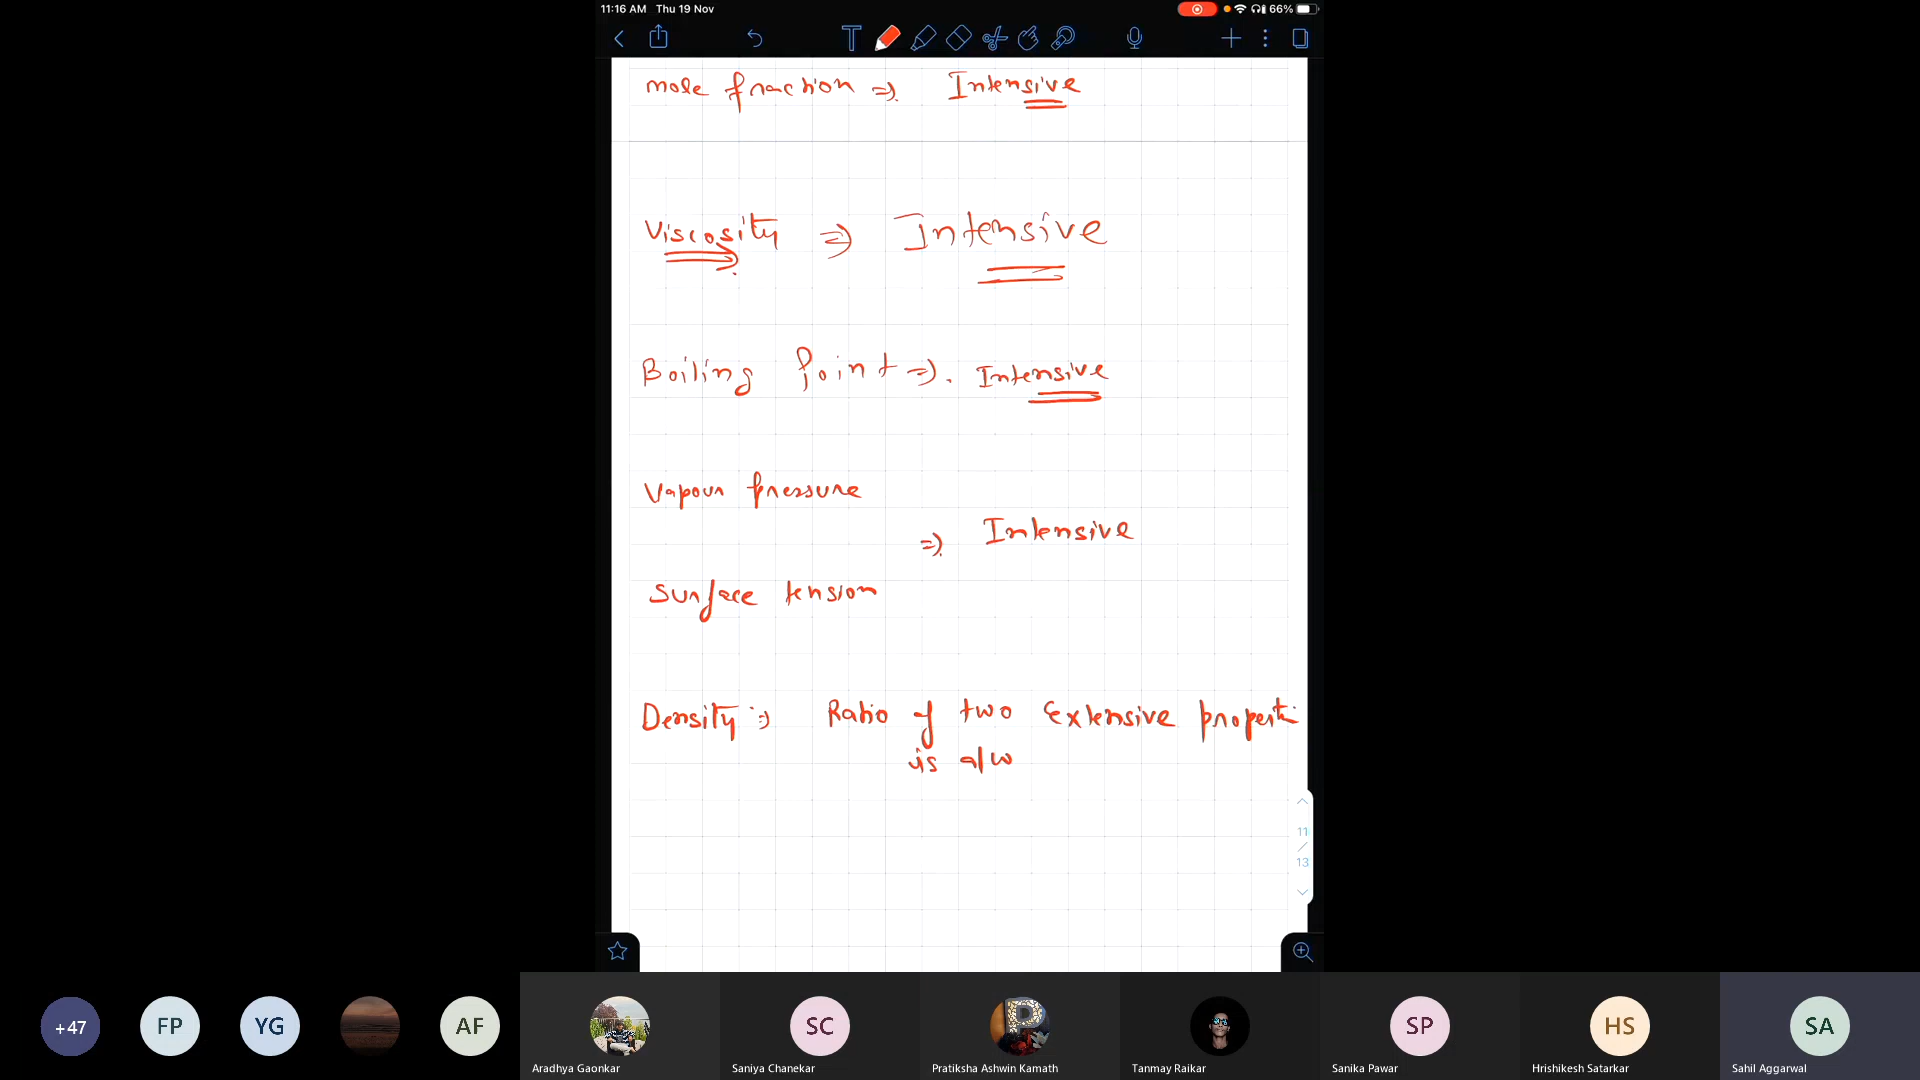 11:16 AM Thu 19 Nov
66%
mole fraction ⇒ Intensive
Viscosity ⇒ Intensive
Boiling Point ⇒. Intensive
Vapour pressure
⇒ Intensive
Surface tension
Density ⇒ Ratio of two Extensive properti
is a/w
11
/
13
+47
FP
YG
AF
SC
P
SP
HS
SA
Aradhya Gaonkar
Saniya Chanekar
Pratiksha Ashwin Kamath
Tanmay Raikar
Sanika Pawar
Hrishikesh Satarkar
Sahil Aggarwal